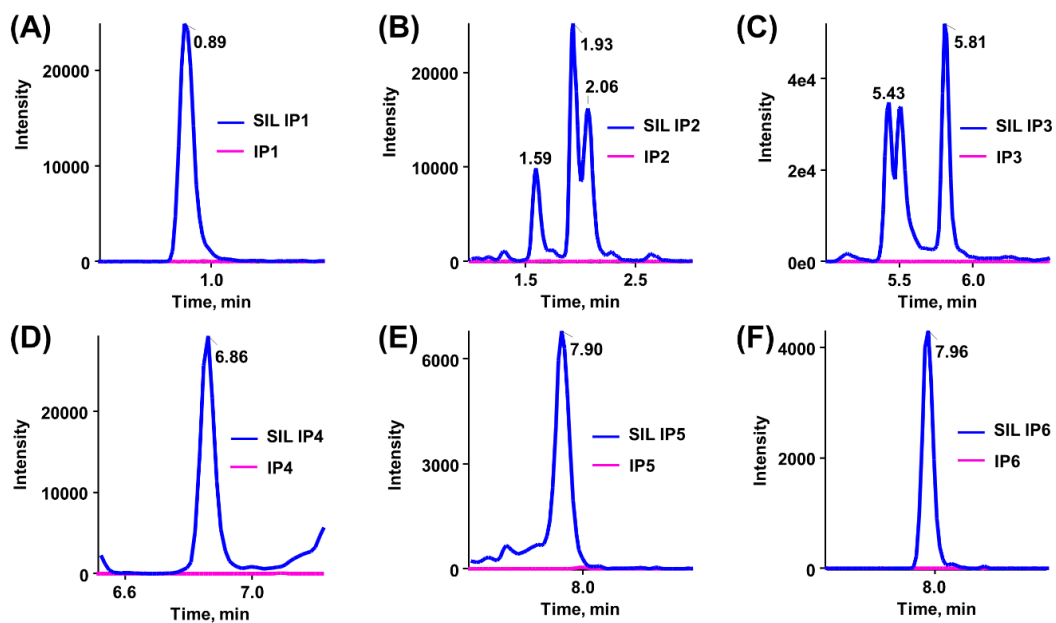 (A)
Intensity
20000
10000
0
0.89
SIL IP1
IP1
1.0
Time, min
(B)
Intensity
20000
10000
0
1.59
1.93
2.06
SIL IP2
IP2
1.5 2.5
Time, min
(C)
Intensity
4e4
2e4
0e0
5.43
5.81
SIL IP3
IP3
5.5 6.0
Time, min
(D)
Intensity
20000
10000
0
6.86
SIL IP4
IP4
6.6 7.0
Time, min
(E)
Intensity
6000
3000
0
7.90
SIL IP5
IP5
8.0
Time, min
(F)
Intensity
4000
2000
0
7.96
SIL IP6
IP6
8.0
Time, min